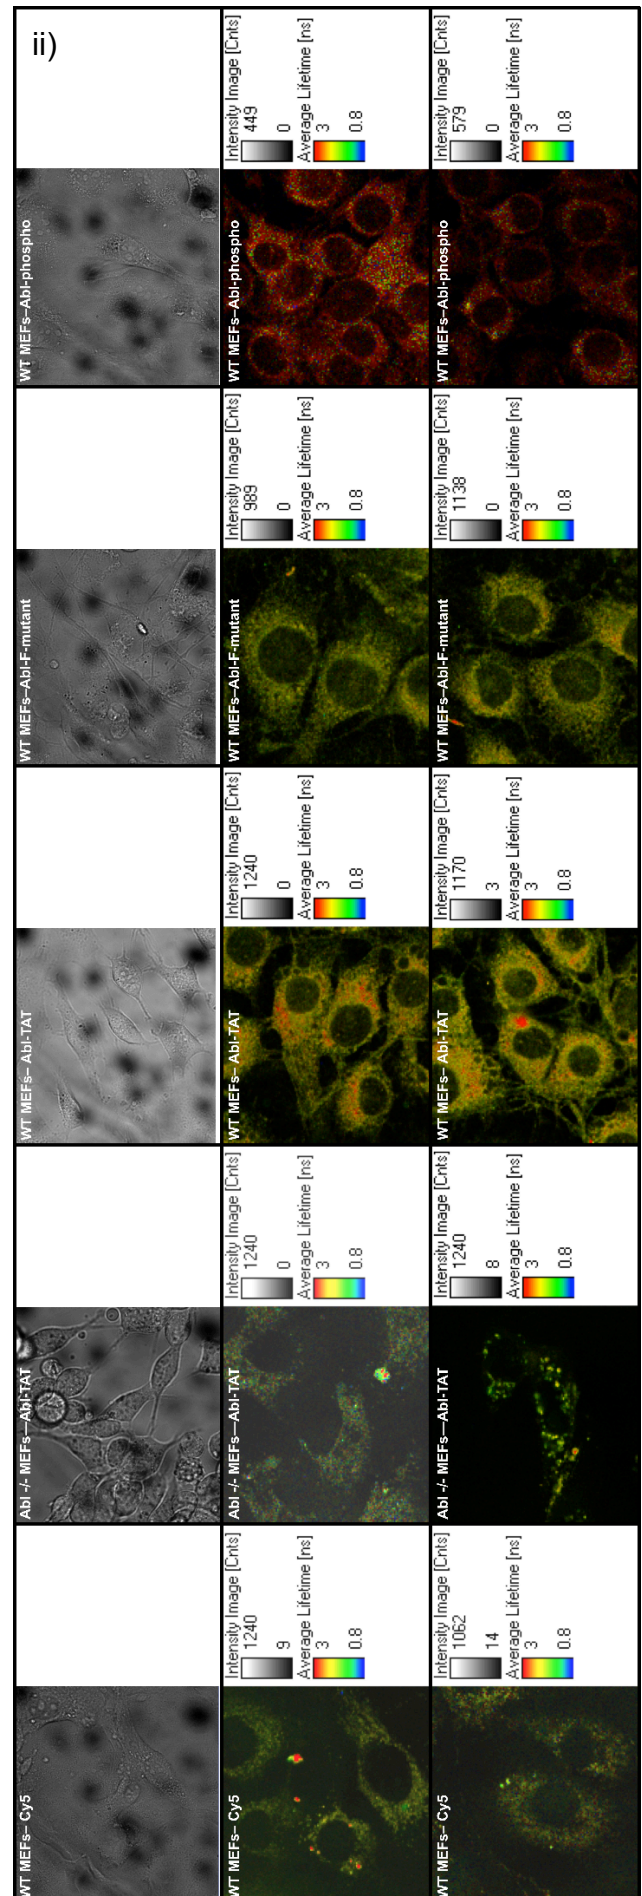 ii)
WT MEFs– Cy5
Abl -/- MEFs—Abl-TAT
WT MEFs– Abl-TAT
WT MEFs–Abl-F-mutant
WT MEFs–Abl-phospho
WT MEFs– Cy5
Intensity Image [Cnts]
1240
9
Average Lifetime [ns]
3
0.8
Abl -/- MEFs—Abl-TAT
Intensity Image [Cnts]
1240
0
Average Lifetime [ns]
3
0.8
WT MEFs– Abl-TAT
Intensity Image [Cnts]
1240
0
Average Lifetime [ns]
3
0.8
WT MEFs–Abl-F-mutant
Intensity Image [Cnts]
989
0
Average Lifetime [ns]
3
0.8
WT MEFs–Abl-phospho
Intensity Image [Cnts]
449
0
Average Lifetime [ns]
3
0.8
WT MEFs– Cy5
Intensity Image [Cnts]
1062
14
Average Lifetime [ns]
3
0.8
Abl -/- MEFs—Abl-TAT
Intensity Image [Cnts]
1240
8
Average Lifetime [ns]
3
0.8
WT MEFs– Abl-TAT
Intensity Image [Cnts]
1170
3
Average Lifetime [ns]
3
0.8
WT MEFs–Abl-F-mutant
Intensity Image [Cnts]
1138
0
Average Lifetime [ns]
3
0.8
WT MEFs–Abl-phospho
Intensity Image [Cnts]
579
0
Average Lifetime [ns]
3
0.8